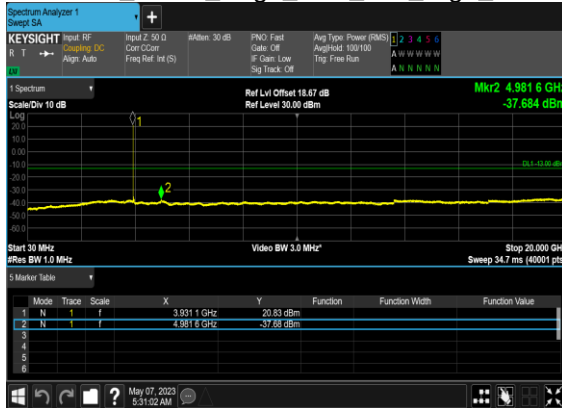 Spectrum Analyzer 1
Swept SA
KEYSIGHT Input: RF Input Z: 50 Ω #Atten: 30 dB PNO: Fast Avg Type: Power (RMS) 1 2 3 4 5 6
R T Coupling: DC Corr CCorr Gate: Off Avg|Hold: 100/100 A W W W W W
Align: Auto Freq Ref: Int (S) IF Gain: Low Trig: Free Run
Sig Track: Off A N N N N N
1 Spectrum Ref Lvl Offset 18.67 dB Mkr2 4.981 6 GHz
Scale/Div 10 dB Ref Level 30.00 dBm -37.684 dBm
Log
20.0
10.0
0.00
-10.0
-20.0
-30.0
-40.0
-50.0
-60.0
1
2
DL1 -13.00 dBm
Start 30 MHz Video BW 3.0 MHz* Stop 20.000 GHz
#Res BW 1.0 MHz Sweep 34.7 ms (40001 pts)
5 Marker Table
Mode Trace Scale X Y Function Function Width Function Value
1 N 1 f 3.931 1 GHz 20.83 dBm
2 N 1 f 4.981 6 GHz -37.68 dBm
3
4
5
6
? May 07, 2023
5:31:02 AM